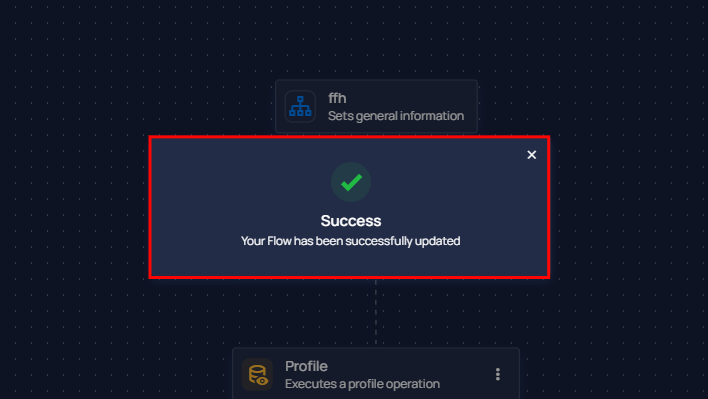 ffh
Sets general information
Success
Your Flow has been successfully updated
Profile
Executes a profile operation